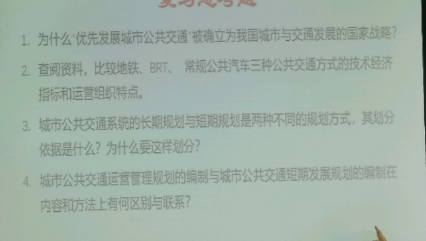 复习思考题
1. 为什么“优先发展城市公共交通”被确立为我国城市与交通发展的国家战略？
2. 查阅资料，比较地铁、BRT、 常规公共汽车三种公共交通方式的技术经济
指标和运营组织特点。
3. 城市公共交通系统的长期规划与短期规划是两种不同的规划方式，其划分
依据是什么？为什么要这样划分？
4. 城市公共交通运营管理规划的编制与城市公共交通短期发展规划的编制在
内容和方法上有何区别与联系？